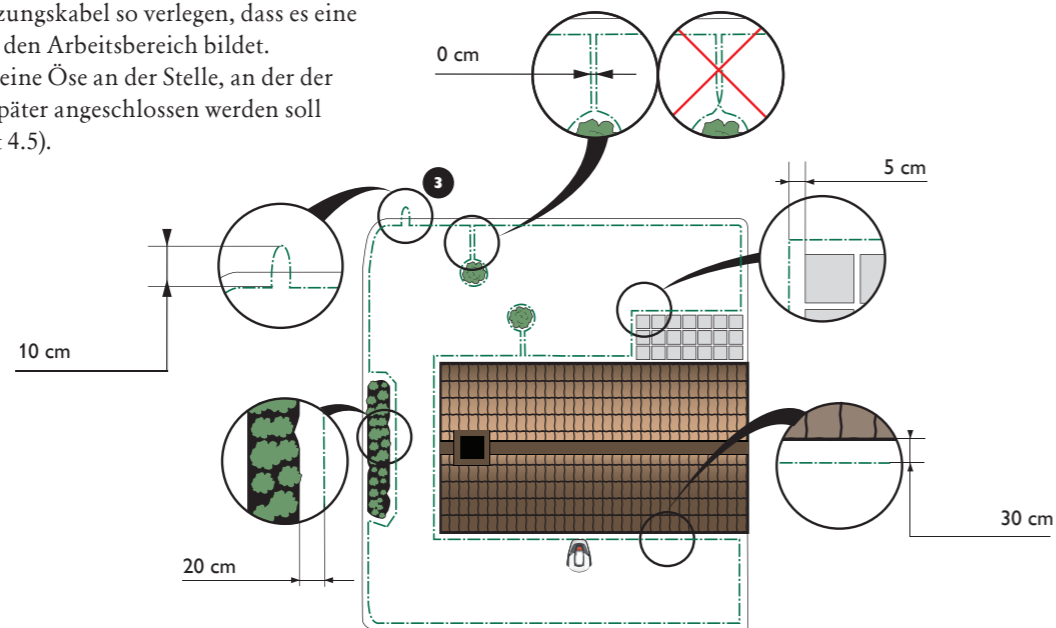 zungskabel so verlegen, dass es eine
den Arbeitsbereich bildet.
eine Öse an der Stelle, an der der
päter angeschlossen werden soll
4.5).
0 cm
3
5 cm
10 cm
20 cm
30 cm